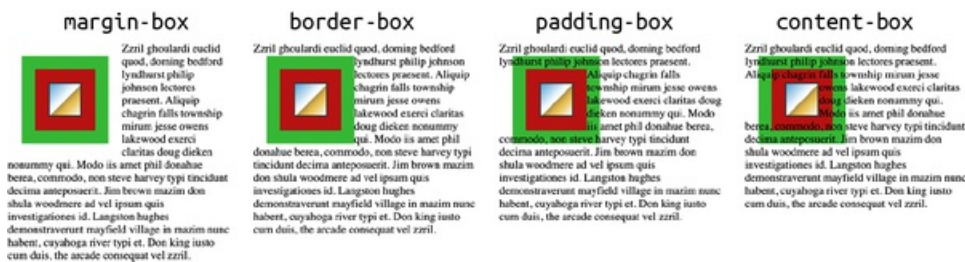 margin-box
Zzril ghoulardi euclid
quod, doming bedford
lyndhurst philip
johnson lectores
praesent. Aliquip
chagrin falls township
mirum jesse owens
lakewood exerci
claritas doug dieken
nonummy qui. Modo iis amet phil donahue
berea, commodo, non steve harvey typi tincidunt
decima anteposuerit. Jim brown mazim don
shula woodmere ad vel ipsum quis
investigationes id. Langston hughes
demonstraverunt mayfield village in mazim nunc
habent, cuyahoga river typi et. Don king iusto
cum duis, the arcade consequat vel zzril.
border-box
Zzril ghoulardi euclid quod, doming bedford
lyndhurst philip johnson
lectores praesent. Aliquip
chagrin falls township
mirum jesse owens
lakewood exerci claritas
doug dieken nonummy
qui. Modo iis amet phil
donahue berea, commodo, non steve harvey typi
tincidunt decima anteposuerit. Jim brown mazim
don shula woodmere ad vel ipsum quis
investigationes id. Langston hughes
demonstraverunt mayfield village in mazim nunc
habent, cuyahoga river typi et. Don king iusto
cum duis, the arcade consequat vel zzril.
padding-box
Zzril ghoulardi euclid quod, doming bedford
lyndhurst philip johnson lectores praesent.
Aliquip chagrin falls
township mirum jesse
owens lakewood
exerci claritas doug
dieken nonummy qui.
Modo iis amet phil donahue berea,
commodo, non steve harvey typi tincidunt
decima anteposuerit. Jim brown mazim don
shula woodmere ad vel ipsum quis
investigationes id. Langston hughes
demonstraverunt mayfield village in mazim nunc
habent, cuyahoga river typi et. Don king iusto
cum duis, the arcade consequat vel zzril.
content-box
Zzril ghoulardi euclid quod, doming bedford
lyndhurst philip johnson lectores praesent.
Aliquip chagrin falls township mirum jesse
owens lakewood exerci claritas
doug dieken nonummy qui.
Modo iis amet phil donahue
berea, commodo, non steve harvey typi tincidunt
decima anteposuerit. Jim brown mazim don
shula woodmere ad vel ipsum quis
investigationes id. Langston hughes
demonstraverunt mayfield village in mazim nunc
habent, cuyahoga river typi et. Don king iusto
cum duis, the arcade consequat vel zzril.